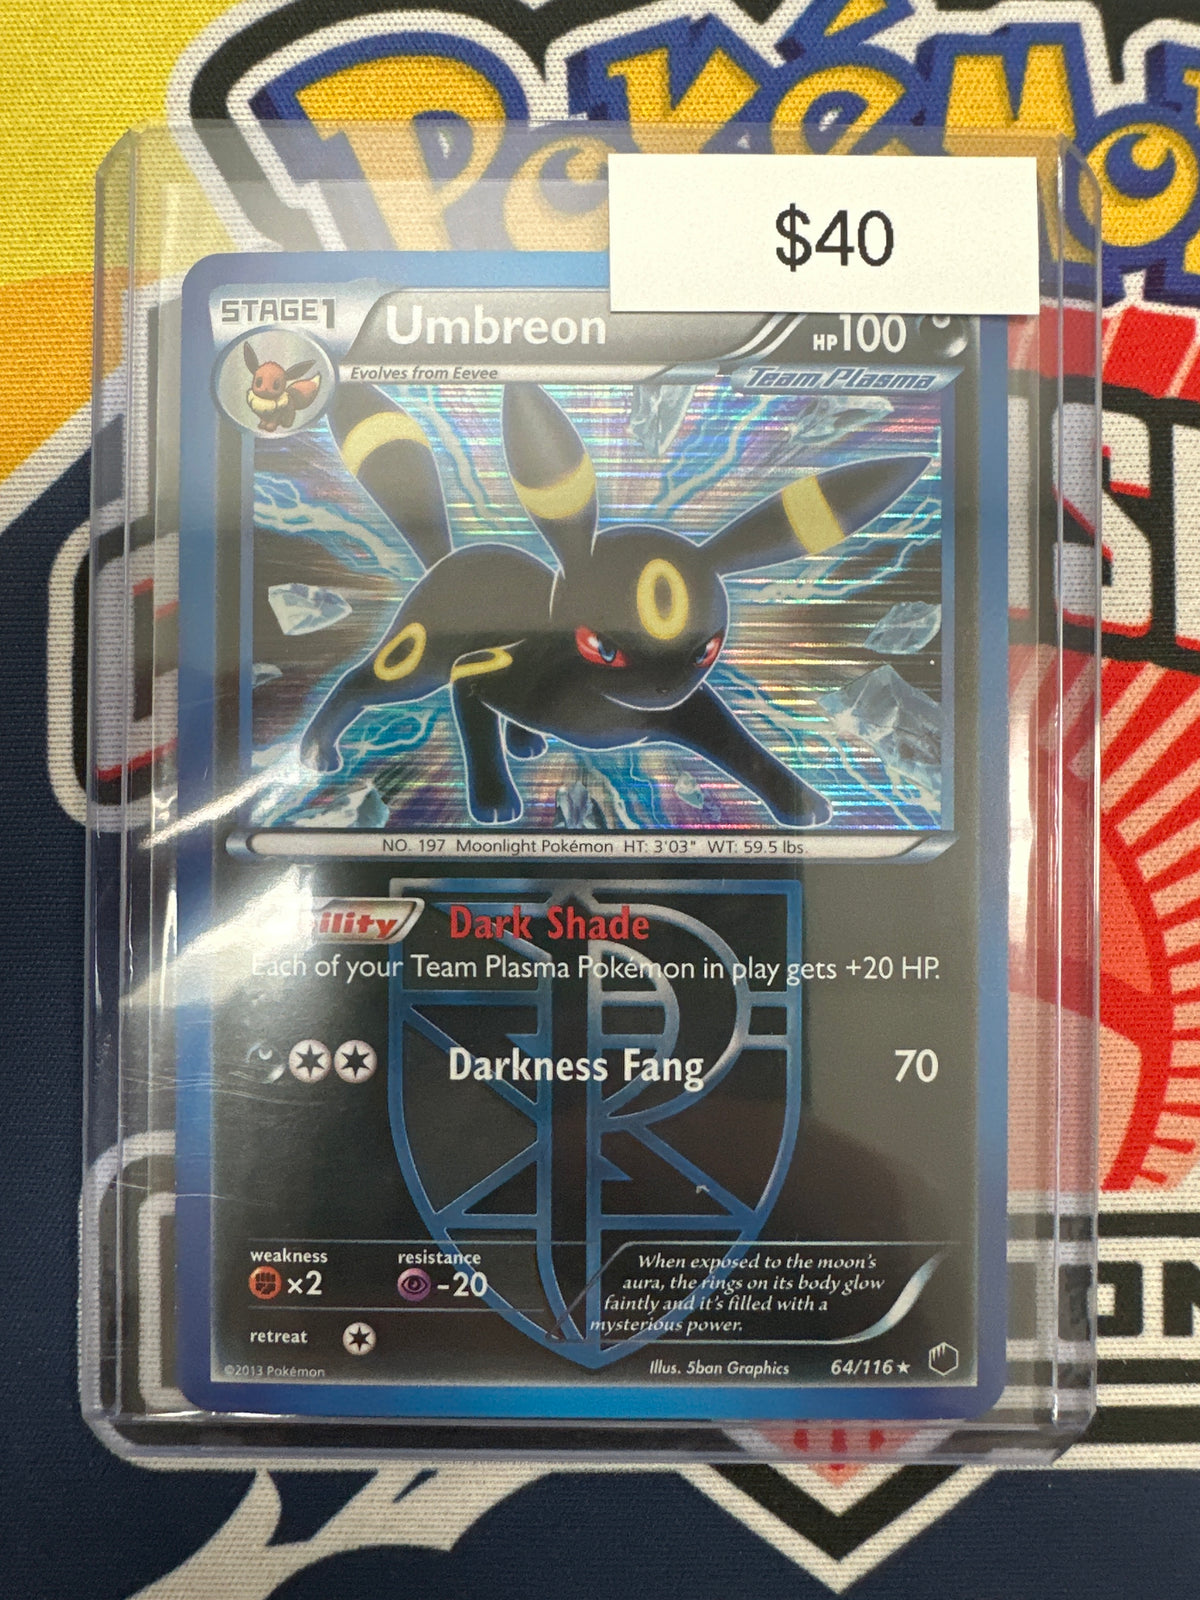 Pokémo
$40
STAGE1
Umbreon
HP100
Evolves from Eevee
Team Plasma
NO. 197 Moonlight Pokémon HT: 3'03" WT: 59.5 lbs.
ility Dark Shade
Each of your Team Plasma Pokémon in play gets +20 HP.
Darkness Fang 70
weakness
×2
resistance
-20
retreat
When exposed to the moon's
aura, the rings on its body glow
faintly and it's filled with a
mysterious power.
©2013 Pokémon
Illus. 5ban Graphics
64/116★